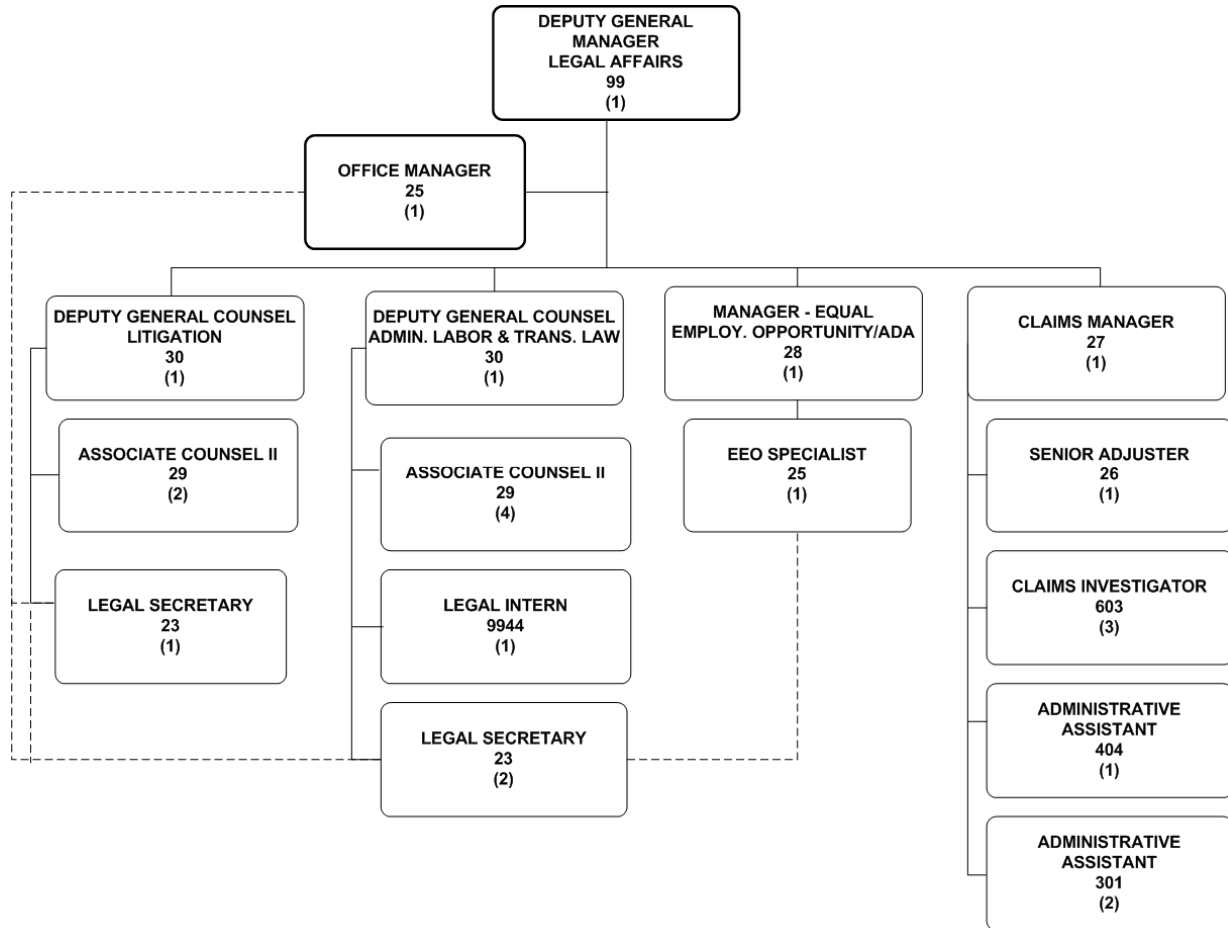 DEPUTY GENERAL
MANAGER
LEGAL AFFAIRS
99
(1)
OFFICE MANAGER
25
(1)
DEPUTY GENERAL COUNSEL
LITIGATION
30
(1)
ASSOCIATE COUNSEL II
29
(2)
LEGAL SECRETARY
23
(1)
DEPUTY GENERAL COUNSEL
ADMIN. LABOR & TRANS. LAW
30
(1)
ASSOCIATE COUNSEL II
29
(4)
LEGAL INTERN
9944
(1)
LEGAL SECRETARY
23
(2)
MANAGER - EQUAL
EMPLOY. OPPORTUNITY/ADA
28
(1)
EEO SPECIALIST
25
(1)
CLAIMS MANAGER
27
(1)
SENIOR ADJUSTER
26
(1)
CLAIMS INVESTIGATOR
603
(3)
ADMINISTRATIVE
ASSISTANT
404
(1)
ADMINISTRATIVE
ASSISTANT
301
(2)